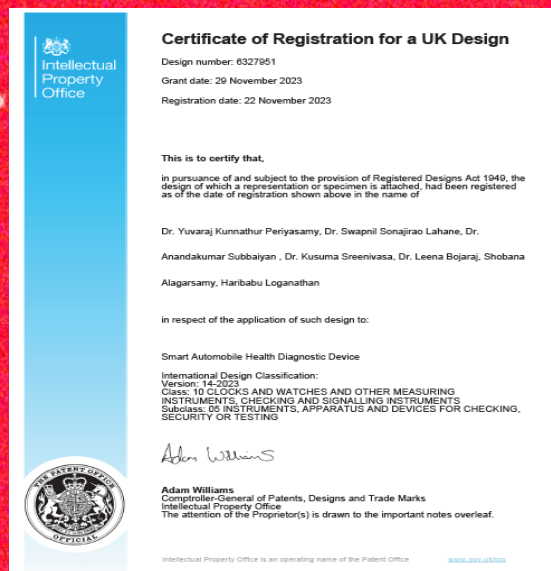 Intellectual
Property
Office
Certificate of Registration for a UK Design
Design number: 6327951
Grant date: 29 November 2023
Registration date: 22 November 2023
This is to certify that,
in pursuance of and subject to the provision of Registered Designs Act 1949, the
design of which a representation or specimen is attached, had been registered
as of the date of registration shown above in the name of
Dr. Yuvaraj Kunnathur Periyasamy, Dr. Swapnil Sonajirao Lahane, Dr.
Anandakumar Subbaiyan , Dr. Kusuma Sreenivasa, Dr. Leena Bojaraj, Shobana
Alagarsamy, Haribabu Loganathan
in respect of the application of such design to:
Smart Automobile Health Diagnostic Device
International Design Classification:
Version: 14-2023
Class: 10 CLOCKS AND WATCHES AND OTHER MEASURING
INSTRUMENTS, CHECKING AND SIGNALLING INSTRUMENTS
Subclass: 05 INSTRUMENTS, APPARATUS AND DEVICES FOR CHECKING,
SECURITY OR TESTING
Adam Williams
Adam Williams
Comptroller-General of Patents, Designs and Trade Marks
Intellectual Property Office
The attention of the Proprietor(s) is drawn to the important notes overleaf.
THE PATENT OFFICE
OFFICIAL
Intellectual Property Office is an operating name of the Patent Office
www.gov.uk/ipo